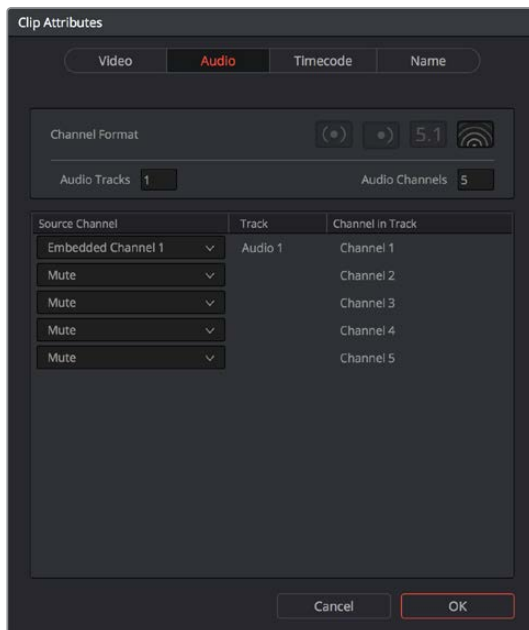 Clip Attributes
Video Audio Timecode Name
Channel Format 5.1
Audio Tracks 1 Audio Channels 5
Source Channel Track Channel in Track
Embedded Channel 1 Audio 1 Channel 1
Mute Channel 2
Mute Channel 3
Mute Channel 4
Mute Channel 5
Cancel OK